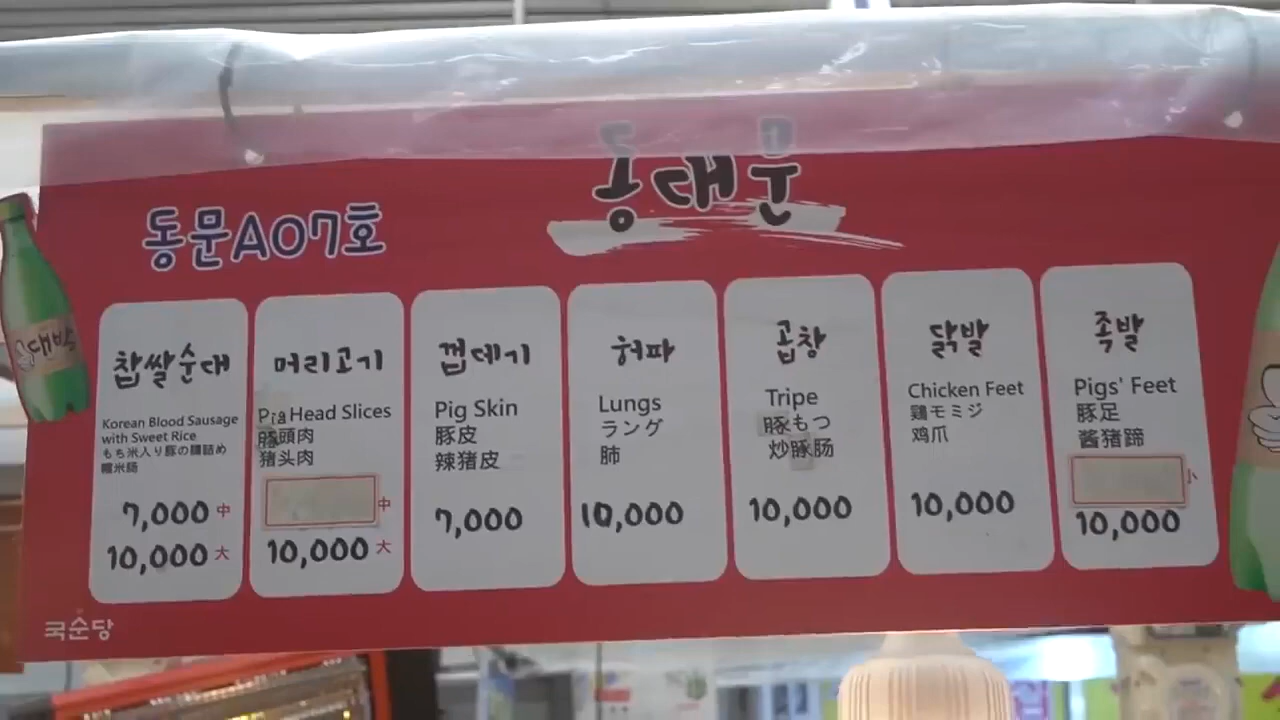 동대문
동문A07호
대박
찹쌀순대
Korean Blood Sausage
with Sweet Rice
もち米入り豚の腸詰め
糯米肠
7,000 中
10,000 大
머리고기
Pig Head Slices
豚頭肉
猪头肉
中
10,000 大
껍데기
Pig Skin
豚皮
辣猪皮
7,000
허파
Lungs
ラング
肺
10,000
곱창
Tripe
豚もつ
炒豚肠
10,000
닭발
Chicken Feet
鶏モミジ
鸡爪
10,000
족발
Pigs' Feet
豚足
酱猪蹄
小
10,000
국순당